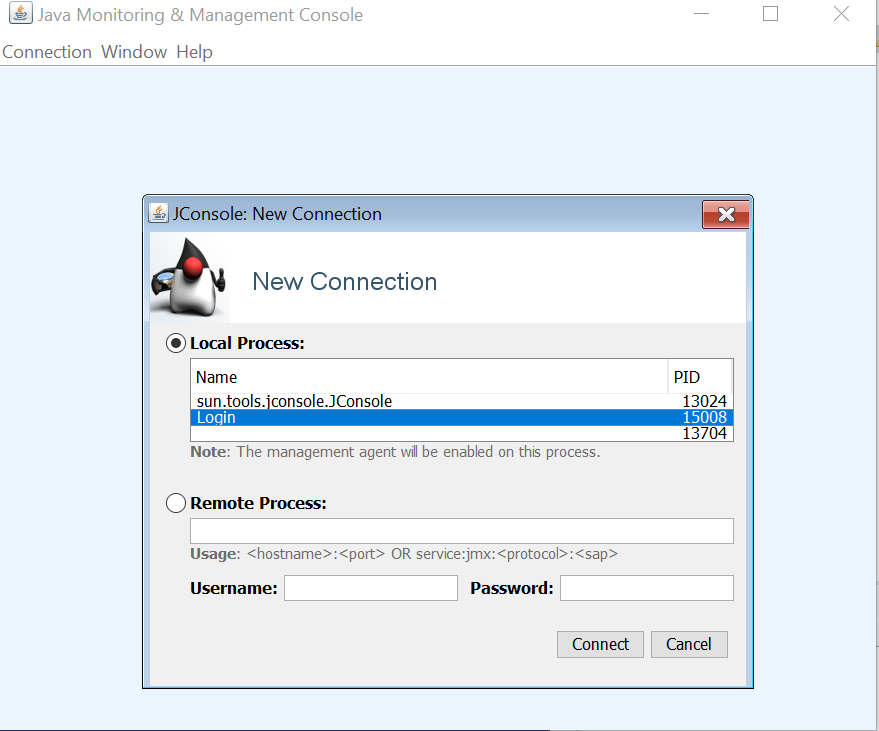 Java Monitoring & Management Console
Connection Window Help
JConsole: New Connection
New Connection
Local Process:
Name PID
sun.tools.jconsole.JConsole 13024
Login 15008
13704
Note: The management agent will be enabled on this process.
Remote Process:
Usage: <hostname>:<port> OR service:jmx:<protocol>:<sap>
Username: Password:
Connect Cancel